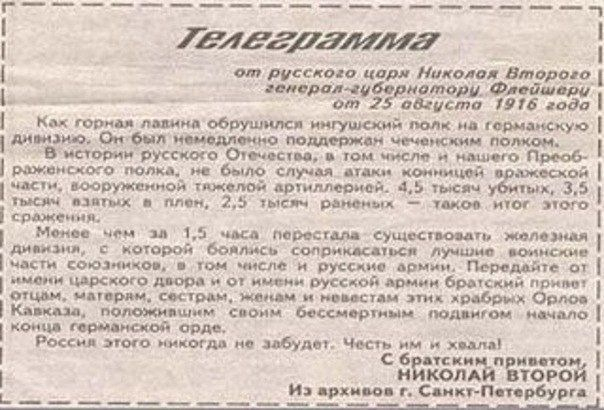 Телеграмма
от русского царя Николая Второго
генерал-губернатору Флейшеру
от 25 августа 1916 года
Как горная лавина обрушился ингушский полк на германскую
дивизию. Он был немедленно поддержан чеченским полком.
В истории русского Отечества, в том числе и нашего Преоб-
раженского полка, не было случая атаки конницей вражеской
части, вооруженной тяжелой артиллерией. 4,5 тысяч убитых, 3,5
тысяч взятых в плен, 2,5 тысяч раненых — таков итог этого
сражения.
Менее чем за 1,5 часа перестала существовать железная
дивизия, с которой боялись соприкасаться лучшие воинские
части союзников, в том числе и русские армии. Передайте от
имени царского двора и от имени русской армии братский привет
отцам, матерям, сестрам, женам и невестам этих храбрых Орлов
Кавказа, положившим своим бессмертным подвигом начало
конца германской орде.
Россия этого никогда не забудет. Честь им и хвала!
С братским приветом,
НИКОЛАЙ ВТОРОЙ
Из архивов г. Санкт-Петербурга